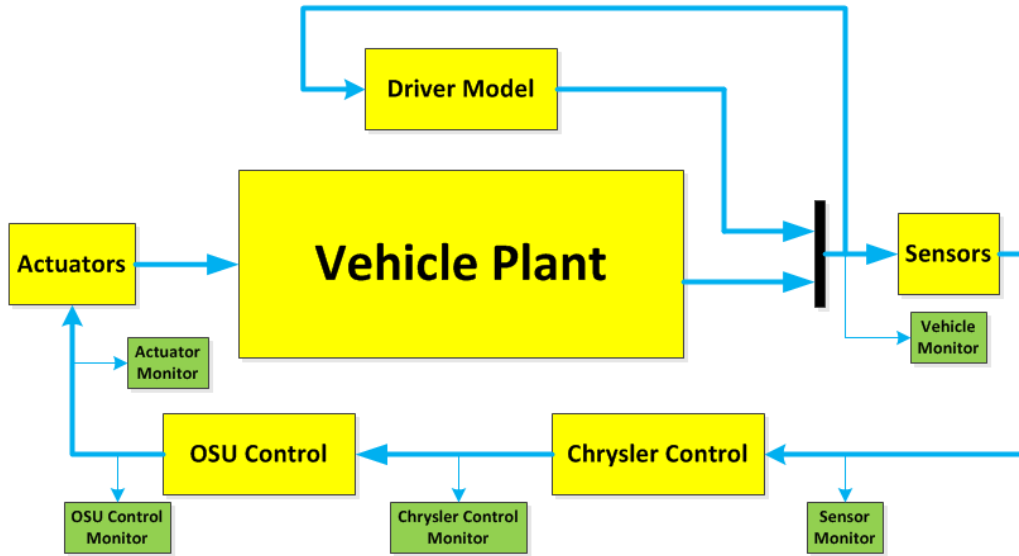 Driver Model
Vehicle Plant
Actuators
Sensors
Vehicle
Monitor
Actuator
Monitor
OSU Control
Chrysler Control
OSU Control
Monitor
Chrysler Control
Monitor
Sensor
Monitor